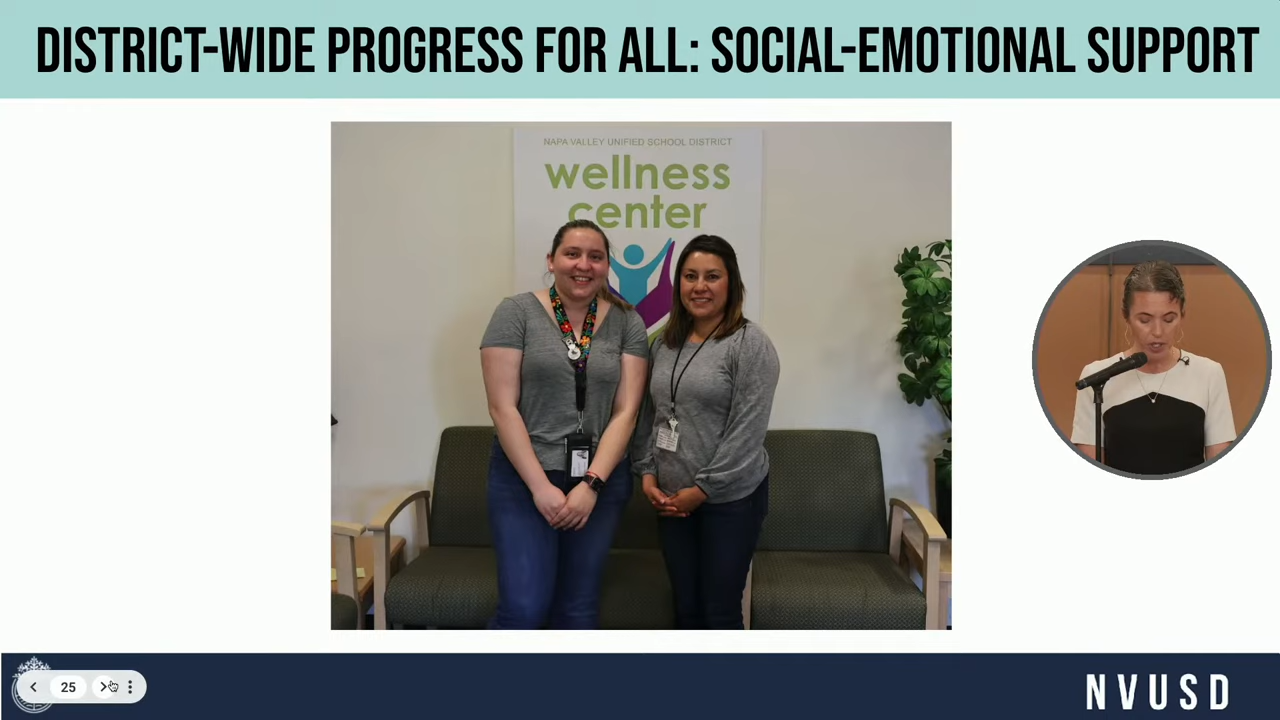 DISTRICT-WIDE PROGRESS FOR ALL: SOCIAL-EMOTIONAL SUPPORT
NAPA VALLEY UNIFIED SCHOOL DISTRICT
wellness
center
25
NVUSD